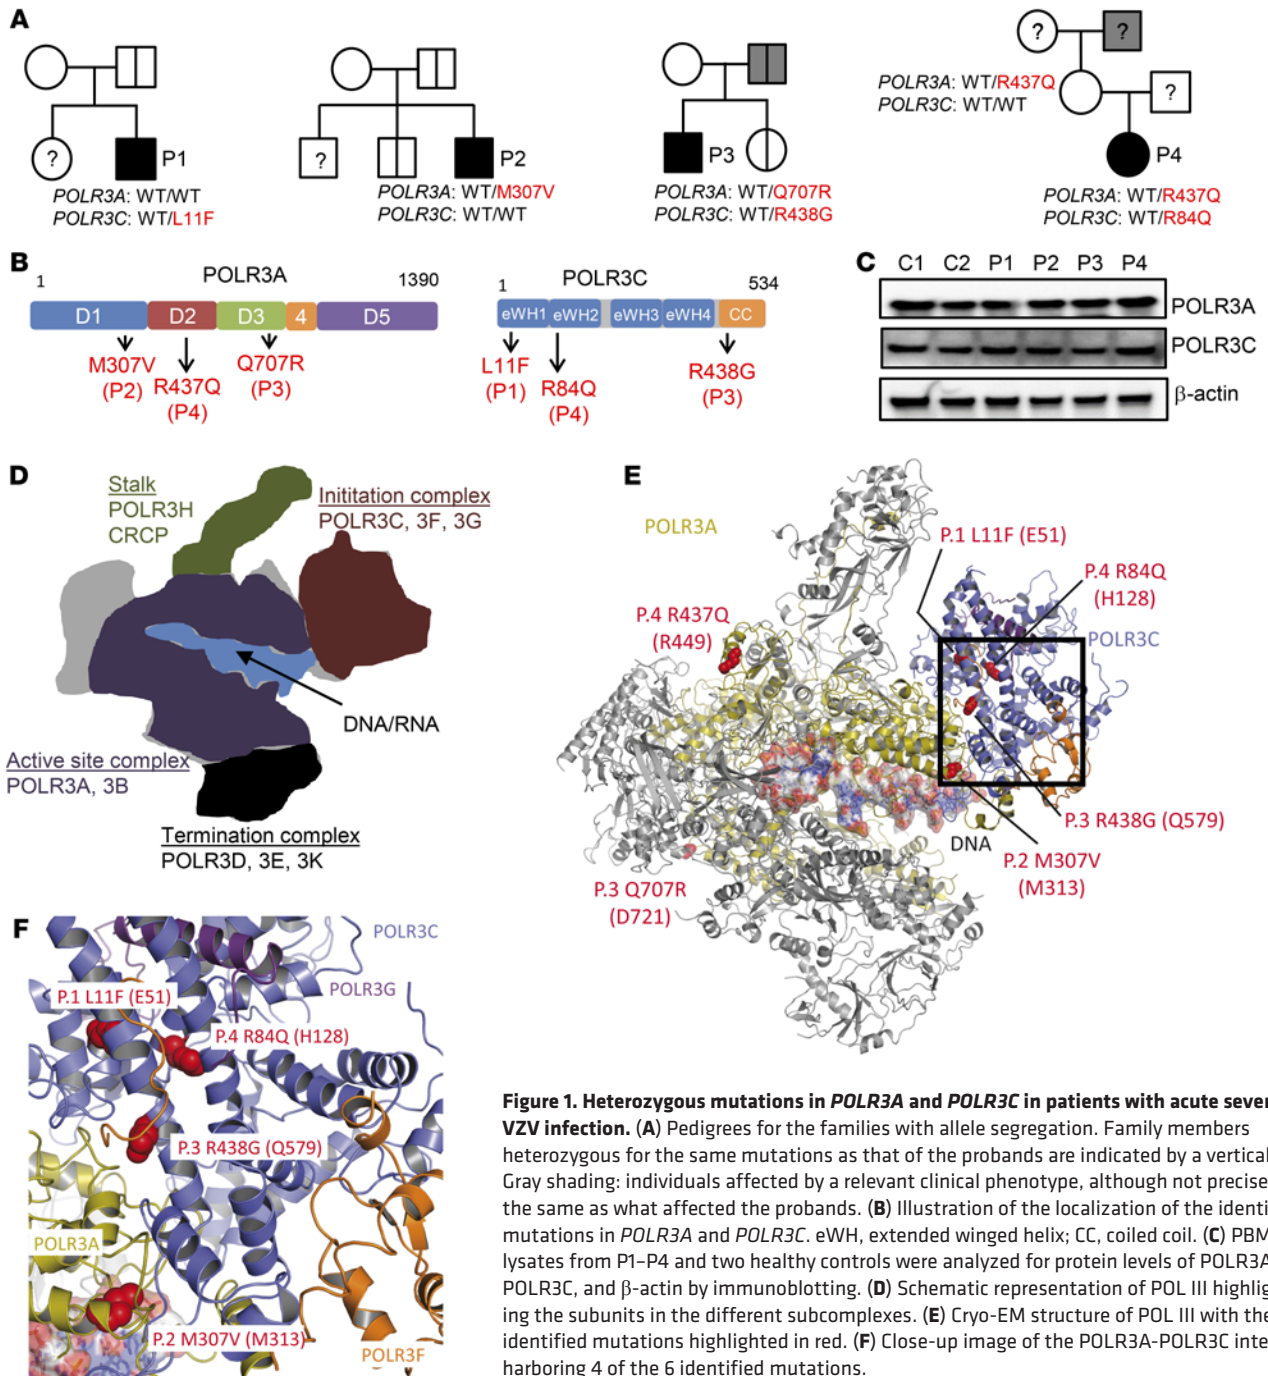 A
?
P1
POLR3A: WT/WT
POLR3C: WT/L11F
?
P2
POLR3A: WT/M307V
POLR3C: WT/WT
P3
POLR3A: WT/Q707R
POLR3C: WT/R438G
?
?
POLR3A: WT/R437Q
POLR3C: WT/WT
?
P4
POLR3A: WT/R437Q
POLR3C: WT/R84Q
B
1
POLR3A
1390
D1
D2
D3
4
D5
M307V
(P2)
R437Q
(P4)
Q707R
(P3)
1
POLR3C
534
eWH1
eWH2
eWH3
eWH4
CC
L11F
(P1)
R84Q
(P4)
R438G
(P3)
C
C1 C2 P1 P2 P3 P4
POLR3A
POLR3C
β-actin
D
Stalk
POLR3H
CRCP
Inititation complex
POLR3C, 3F, 3G
DNA/RNA
Active site complex
POLR3A, 3B
Termination complex
POLR3D, 3E, 3K
E
POLR3A
P.1 L11F (E51)
P.4 R84Q
(H128)
P.4 R437Q
(R449)
POLR3C
P.3 R438G (Q579)
DNA
P.2 M307V
(M313)
P.3 Q707R
(D721)
F
POLR3C
POLR3G
P.1 L11F (E51)
P.4 R84Q (H128)
P.3 R438G (Q579)
POLR3A
P.2 M307V (M313)
POLR3F
Figure 1. Heterozygous mutations in POLR3A and POLR3C in patients with acute sever
VZV infection. (A) Pedigrees for the families with allele segregation. Family members
heterozygous for the same mutations as that of the probands are indicated by a vertical
Gray shading: individuals affected by a relevant clinical phenotype, although not precise
the same as what affected the probands. (B) Illustration of the localization of the identi
mutations in POLR3A and POLR3C. eWH, extended winged helix; CC, coiled coil. (C) PBM
lysates from P1–P4 and two healthy controls were analyzed for protein levels of POLR3A
POLR3C, and β-actin by immunoblotting. (D) Schematic representation of POL III highlig
ing the subunits in the different subcomplexes. (E) Cryo-EM structure of POL III with the
identified mutations highlighted in red. (F) Close-up image of the POLR3A-POLR3C inte
harboring 4 of the 6 identified mutations.